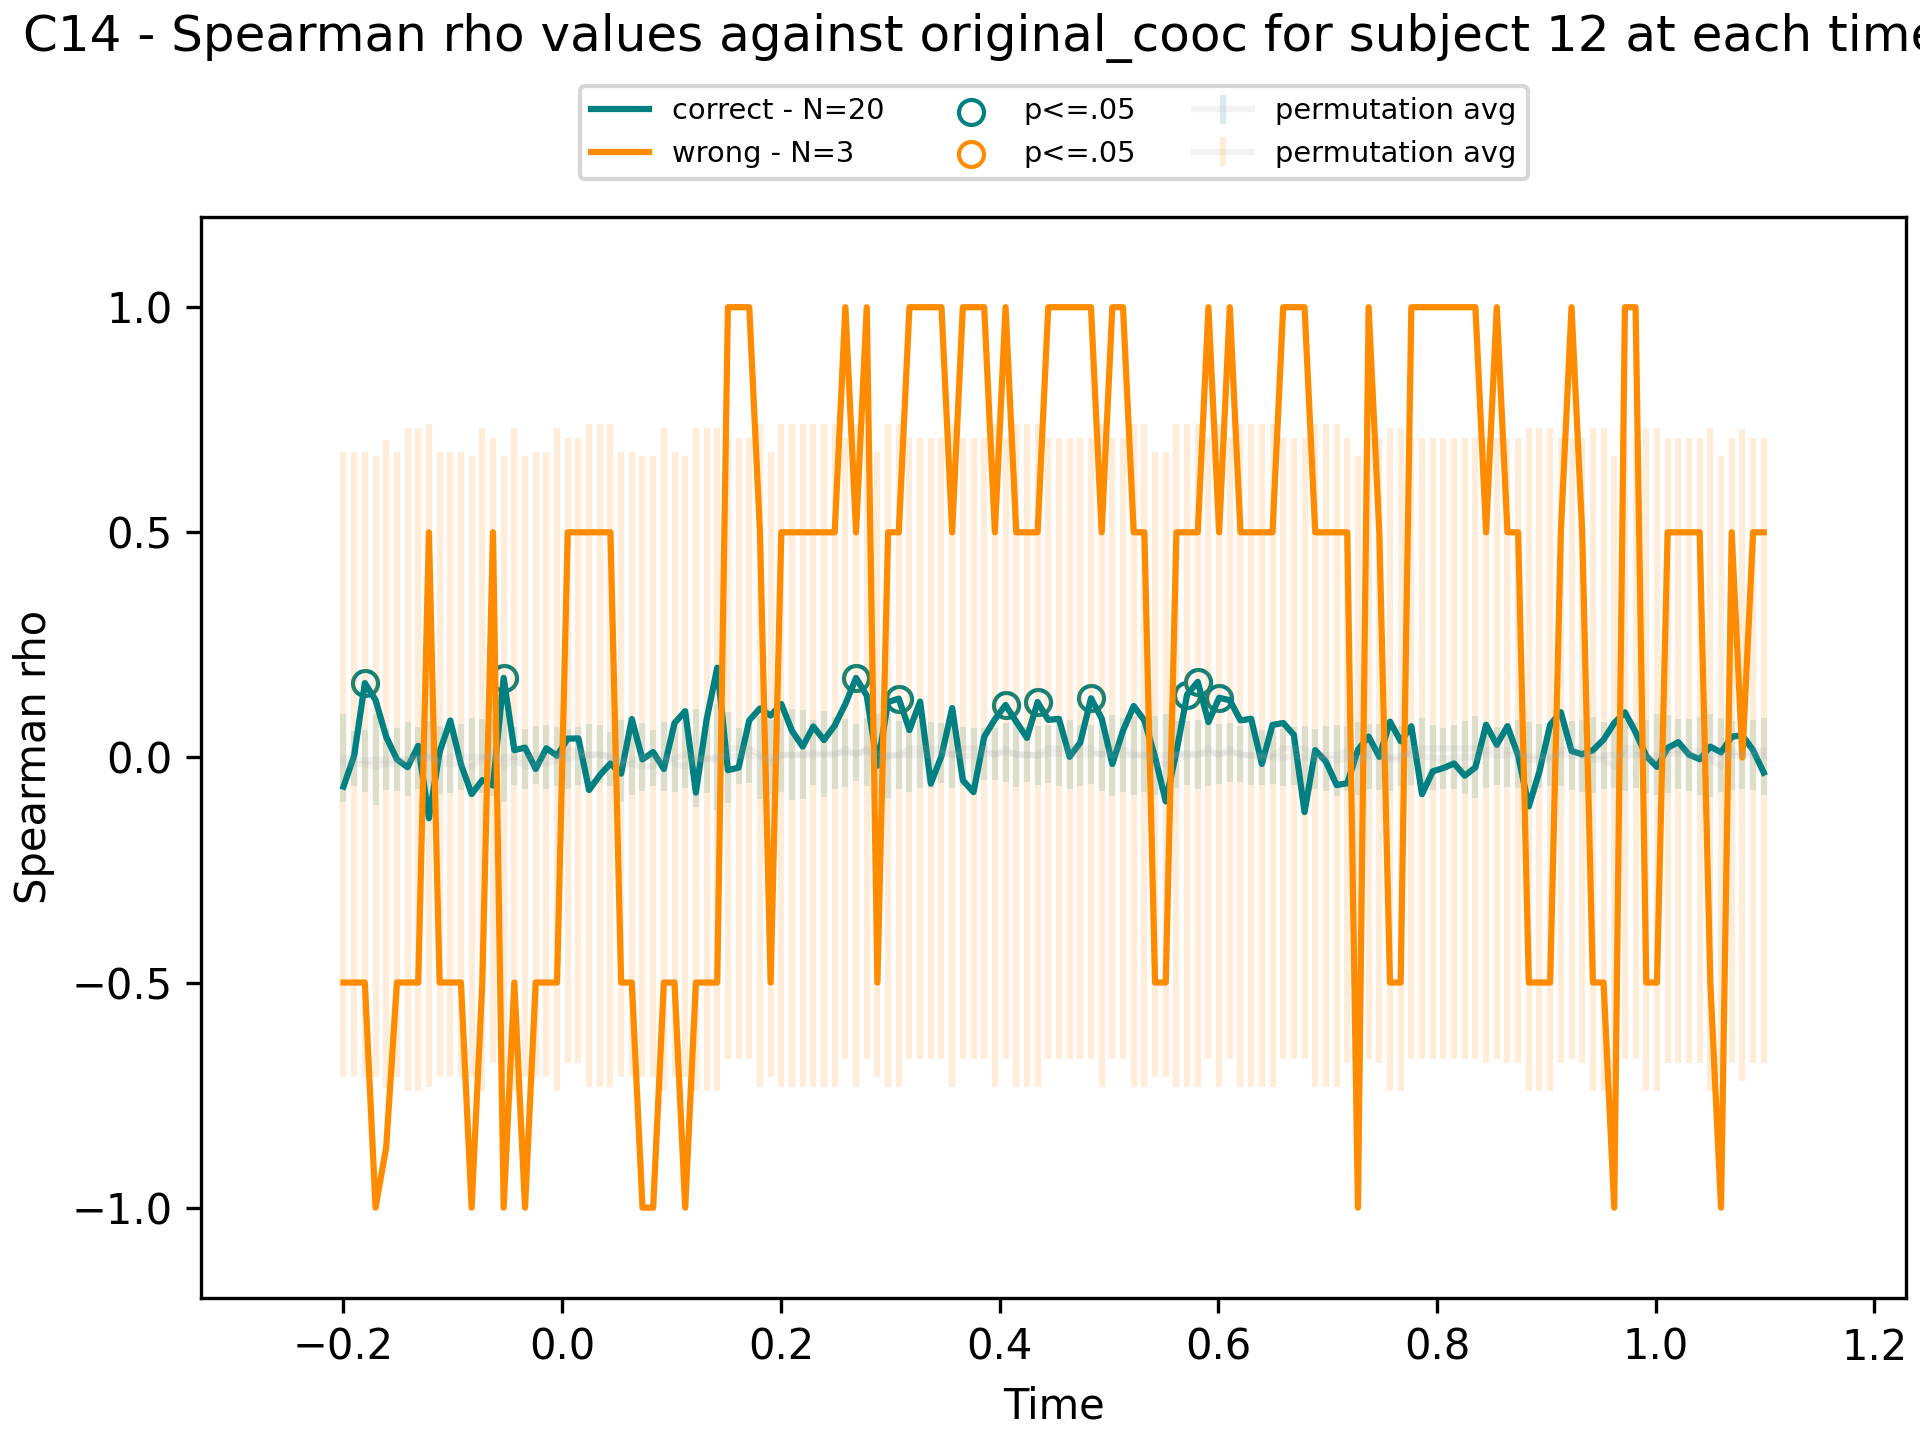 C14 - Spearman rho values against original_cooc for subject 12 at each time
correct - N=20
wrong - N=3
p<=.05
p<=.05
permutation avg
permutation avg
1.0
0.5
0.0
−0.5
−1.0
Spearman rho
−0.2 0.0 0.2 0.4 0.6 0.8 1.0 1.2
Time